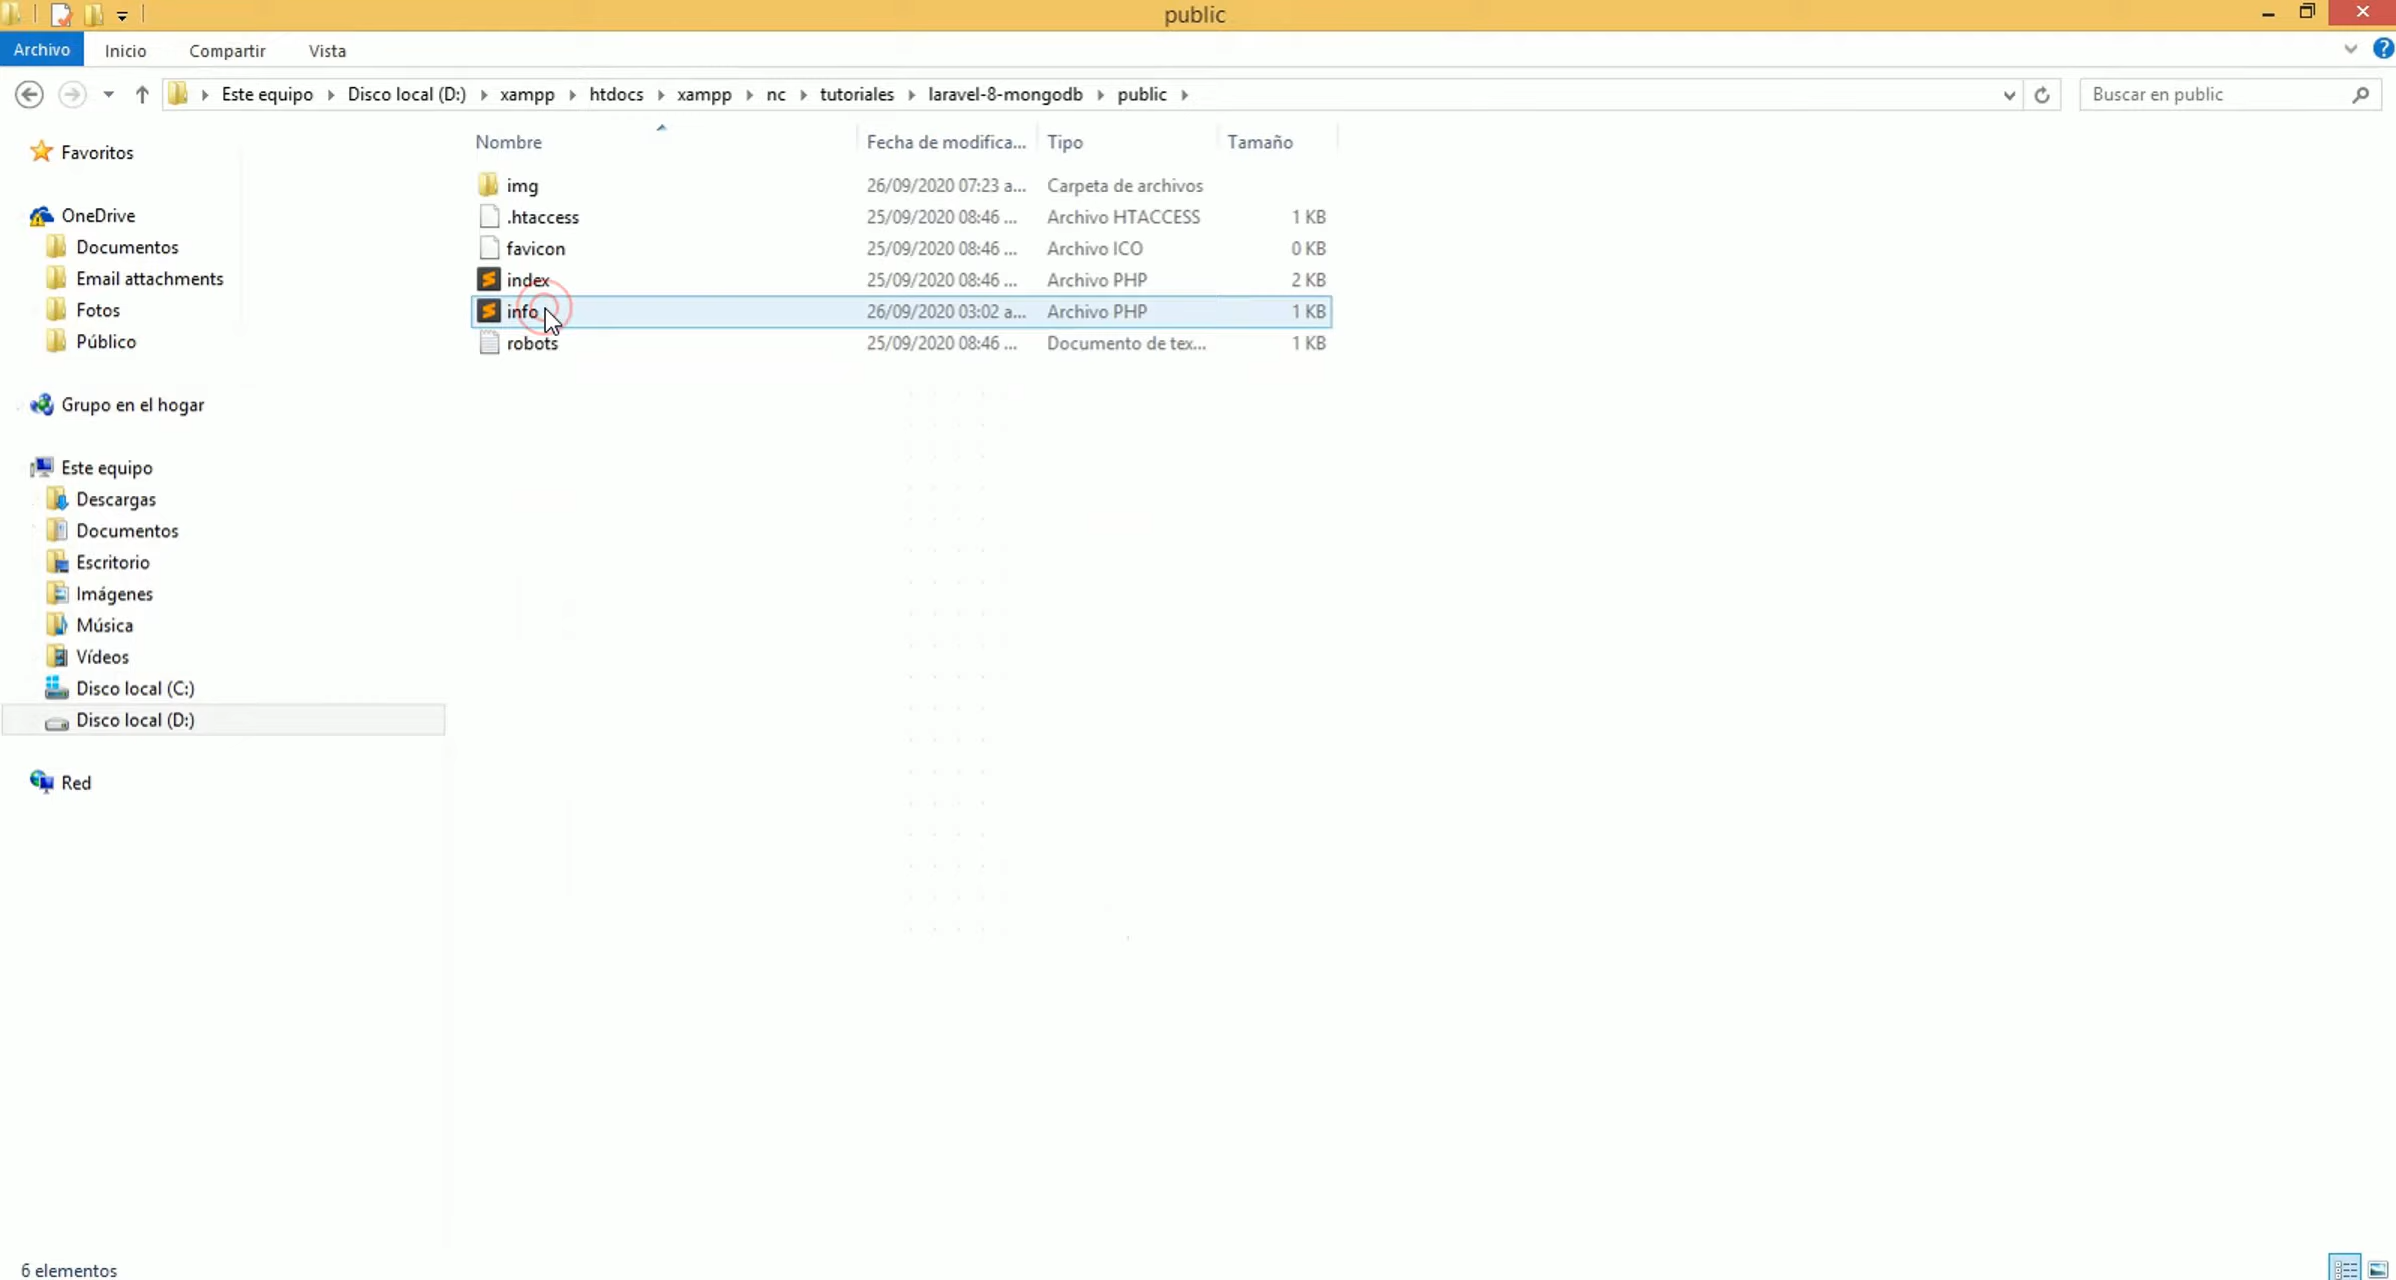 public
Archivo Inicio Compartir Vista
Este equipo Disco local (D:) xampp htdocs xampp nc tutoriales laravel-8-mongodb public Buscar en public
Nombre Fecha de modifica... Tipo Tamaño
Favoritos
OneDrive
Documentos
Email attachments
Fotos
Público
Grupo en el hogar
Este equipo
Descargas
Documentos
Escritorio
Imágenes
Música
Vídeos
Disco local (C:)
Disco local (D:)
Red
img 26/09/2020 07:23 a... Carpeta de archivos
.htaccess 25/09/2020 08:46 ... Archivo HTACCESS 1 KB
favicon 25/09/2020 08:46 ... Archivo ICO 0 KB
index 25/09/2020 08:46 ... Archivo PHP 2 KB
info 26/09/2020 03:02 a... Archivo PHP 1 KB
robots 25/09/2020 08:46 ... Documento de tex... 1 KB
6 elementos